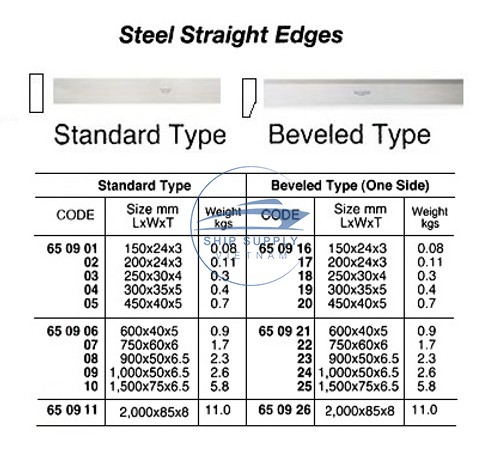 Steel Straight Edges
Standard Type Beveled Type
Standard Type Beveled Type (One Side)
CODE Size mm LxWxT Weight kgs CODE Size mm LxWxT Weight kgs
65 09 01 150x24x3 0.08 65 09 16 150x24x3 0.08
02 200x24x3 0.11 17 200x24x3 0.11
03 250x30x4 0.3 18 250x30x4 0.3
04 300x35x5 0.4 19 300x35x5 0.4
05 450x40x5 0.7 20 450x40x5 0.7
65 09 06 600x40x5 0.9 65 09 21 600x40x5 0.9
07 750x60x6 1.7 22 750x60x6 1.7
08 900x50x6.5 2.3 23 900x50x6.5 2.3
09 1,000x50x6.5 2.6 24 1,000x50x6.5 2.6
10 1,500x75x6.5 5.8 25 1,500x75x6.5 5.8
65 09 11 2,000x85x8 11.0 65 09 26 2,000x85x8 11.0
SHIP SUPPLY
VIETNAM